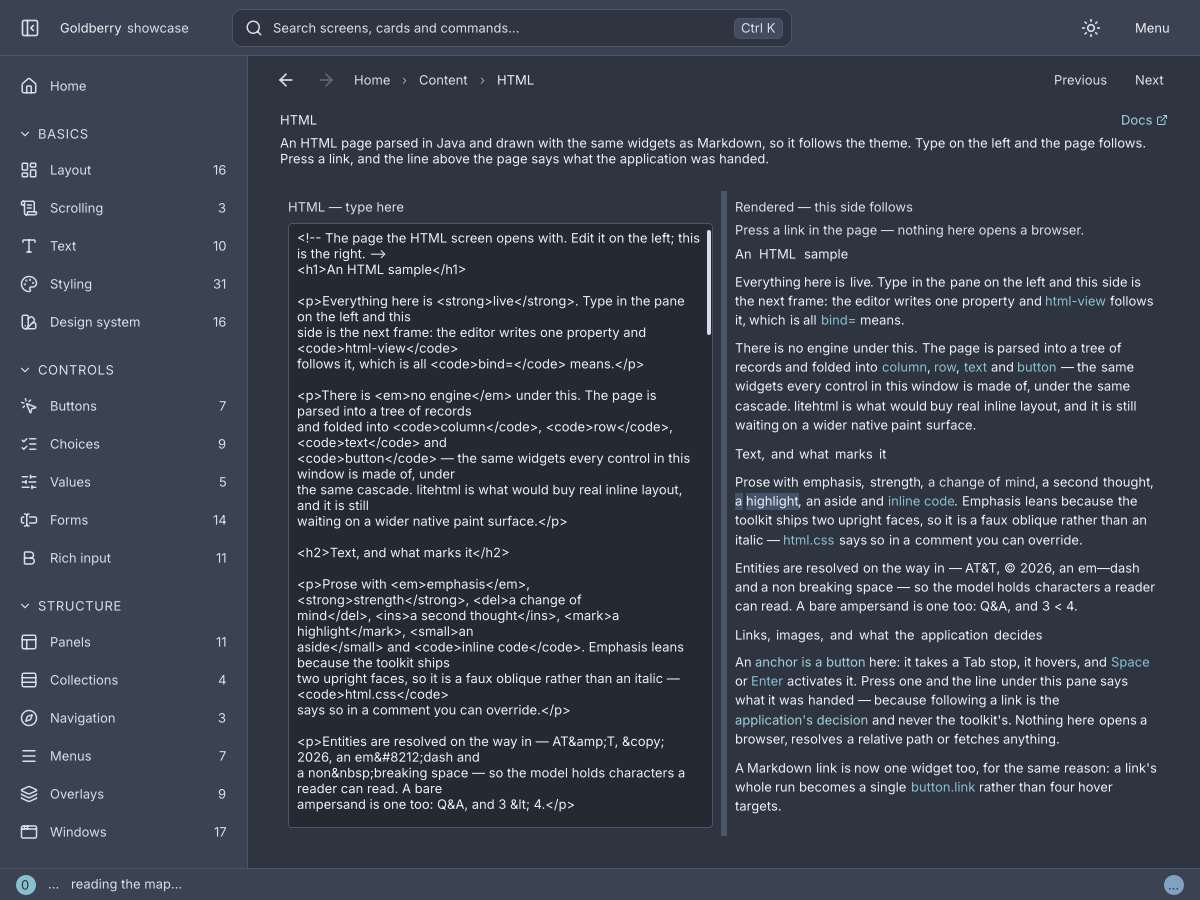 Goldberry showcase
Search screens, cards and commands...
Ctrl K
Menu
Home
BASICS
Layout 16
Scrolling 3
Text 10
Styling 31
Design system 16
CONTROLS
Buttons 7
Choices 9
Values 5
Forms 14
Rich input 11
STRUCTURE
Panels 11
Collections 4
Navigation 3
Menus 7
Overlays 9
Windows 17
Home › Content › HTML
Previous Next
HTML
Docs
An HTML page parsed in Java and drawn with the same widgets as Markdown, so it follows the theme. Type on the left and the page follows.
Press a link, and the line above the page says what the application was handed.
HTML — type here
<!-- The page the HTML screen opens with. Edit it on the left; this
is the right. -->
<h1>An HTML sample</h1>
<p>Everything here is <strong>live</strong>. Type in the pane
on the left and this
side is the next frame: the editor writes one property and
<code>html-view</code>
follows it, which is all <code>bind=</code> means.</p>
<p>There is <em>no engine</em> under this. The page is
parsed into a tree of records
and folded into <code>column</code>, <code>row</code>,
<code>text</code> and
<code>button</code> — the same widgets every control in this
window is made of, under
the same cascade. litehtml is what would buy real inline layout,
and it is still
waiting on a wider native paint surface.</p>
<h2>Text, and what marks it</h2>
<p>Prose with <em>emphasis</em>,
<strong>strength</strong>, <del>a change of
mind</del>, <ins>a second thought</ins>, <mark>a
highlight</mark>, <small>an
aside</small> and <code>inline code</code>. Emphasis leans
because the toolkit ships
two upright faces, so it is a faux oblique rather than an italic —
<code>html.css</code>
says so in a comment you can override.</p>
<p>Entities are resolved on the way in — AT&amp;T, &copy;
2026, an em&#8212;dash and
a non&nbsp;breaking space — so the model holds characters a
reader can read. A bare
ampersand is one too: Q&A, and 3 &lt; 4.</p>
Rendered — this side follows
Press a link in the page — nothing here opens a browser.
An HTML sample
Everything here is live. Type in the pane on the left and this side is
the next frame: the editor writes one property and html-view follows
it, which is all bind= means.
There is no engine under this. The page is parsed into a tree of
records and folded into column, row, text and button — the same
widgets every control in this window is made of, under the same
cascade. litehtml is what would buy real inline layout, and it is still
waiting on a wider native paint surface.
Text, and what marks it
Prose with emphasis, strength, a change of mind, a second thought,
a highlight, an aside and inline code. Emphasis leans because the
toolkit ships two upright faces, so it is a faux oblique rather than an
italic — html.css says so in a comment you can override.
Entities are resolved on the way in — AT&T, © 2026, an em—dash
and a non breaking space — so the model holds characters a reader
can read. A bare ampersand is one too: Q&A, and 3 < 4.
Links, images, and what the application decides
An anchor is a button here: it takes a Tab stop, it hovers, and Space
or Enter activates it. Press one and the line under this pane says
what it was handed — because following a link is the
application's decision and never the toolkit's. Nothing here opens a
browser, resolves a relative path or fetches anything.
A Markdown link is now one widget too, for the same reason: a link's
whole run becomes a single button.link rather than four hover
targets.
0 ... reading the map...
...